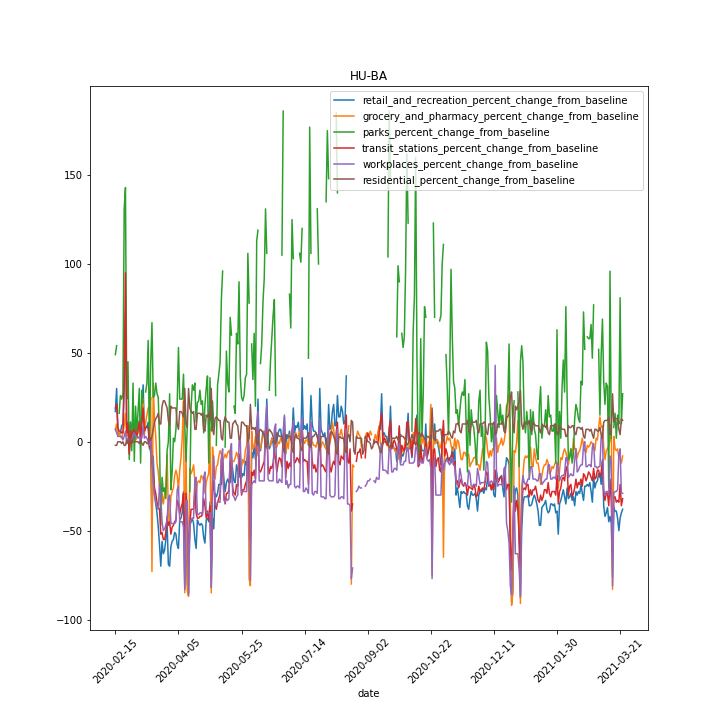 HU-BA
retail_and_recreation_percent_change_from_baseline
grocery_and_pharmacy_percent_change_from_baseline
parks_percent_change_from_baseline
transit_stations_percent_change_from_baseline
workplaces_percent_change_from_baseline
residential_percent_change_from_baseline
150
100
50
0
−50
−100
2020-02-15 2020-04-05 2020-05-25 2020-07-14 2020-09-02 2020-10-22 2020-12-11 2021-01-30 2021-03-21
date